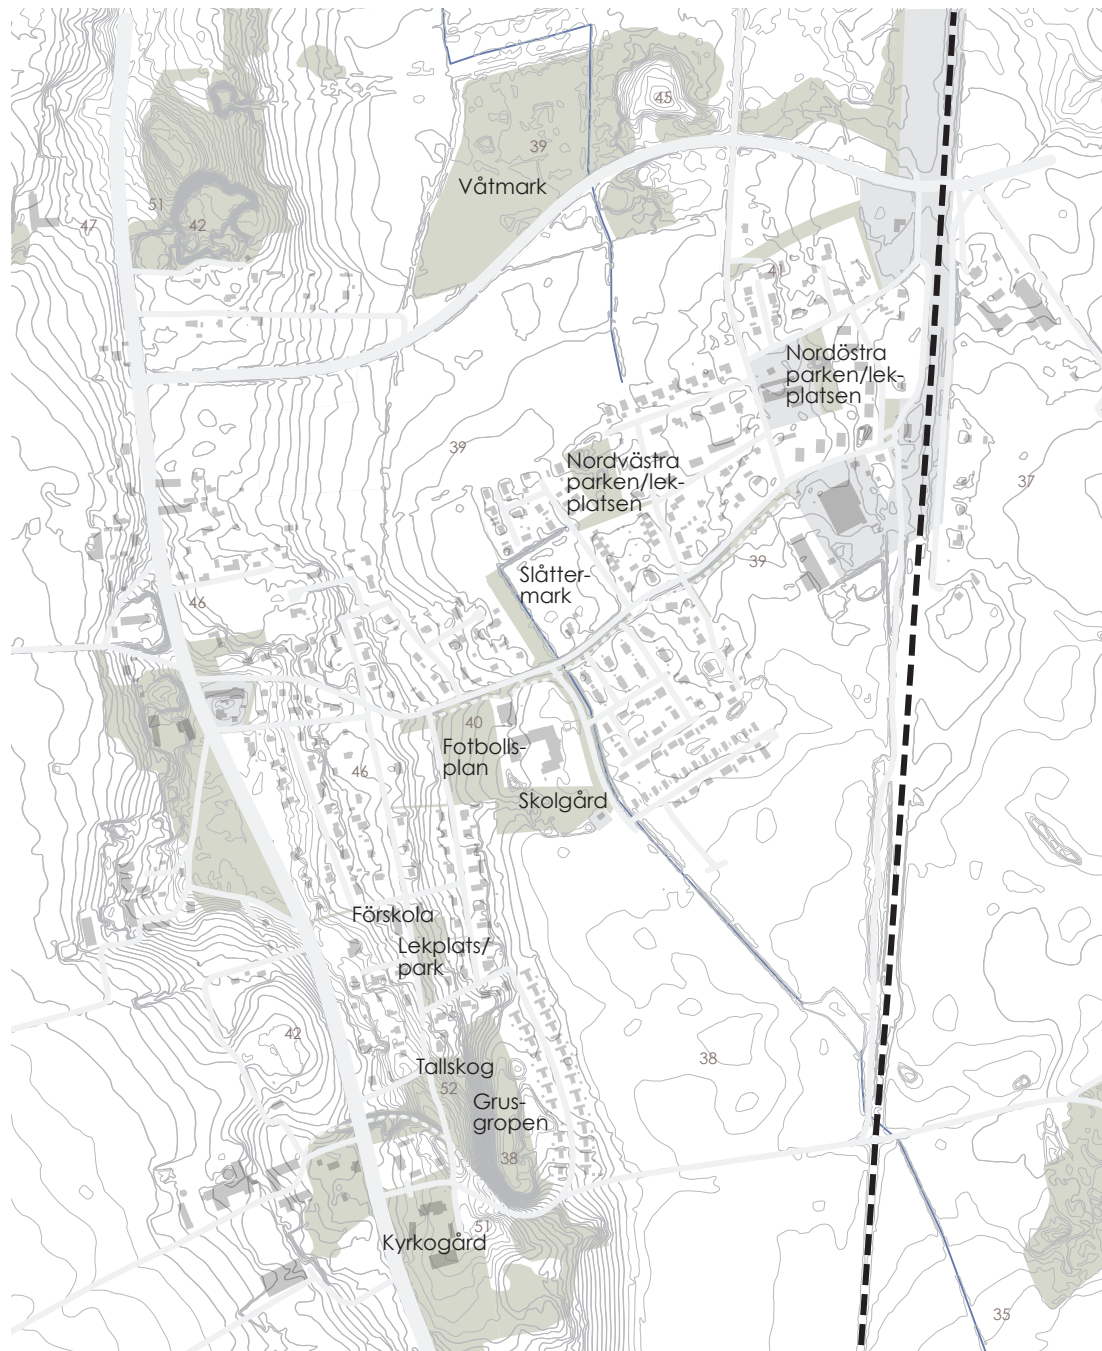 45
39
Våtmark
51
42
47
41
Nordöstra
parken/lek-
platsen
39
Nordvästra
parken/lek-
platsen
37
39
Slåtter-
mark
46
40
Fotbolls-
plan
46
Skolgård
Förskola
Lekplats/
park
42
38
Tallskog
52
Grus-
gropen
38
51
Kyrkogård
35